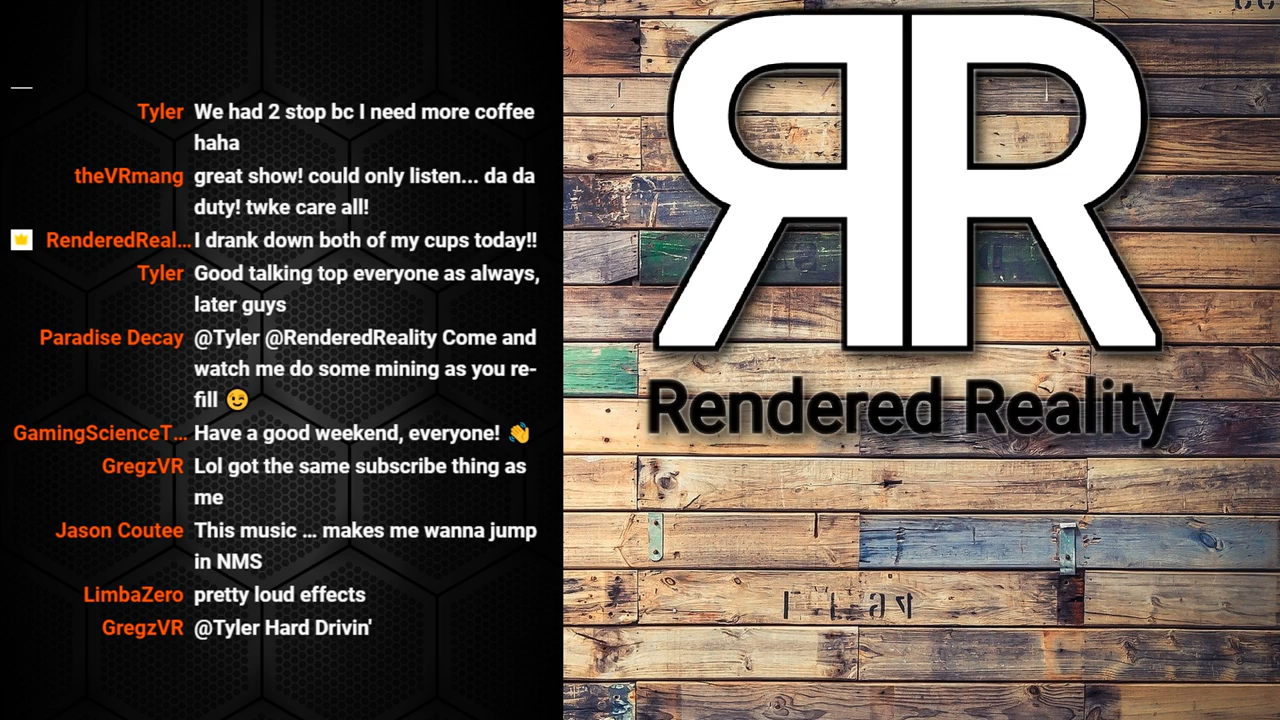 Tyler We had 2 stop bc I need more coffee
haha
theVRmang great show! could only listen... da da
duty! twke care all!
RenderedReal... I drank down both of my cups today!!
Tyler Good talking top everyone as always,
later guys
Paradise Decay @Tyler @RenderedReality Come and
watch me do some mining as you re-
fill 😉
GamingScienceT... Have a good weekend, everyone! 👋
GregzVR Lol got the same subscribe thing as
me
Jason Coutee This music ... makes me wanna jump
in NMS
LimbaZero pretty loud effects
GregzVR @Tyler Hard Drivin'
RR
Rendered Reality